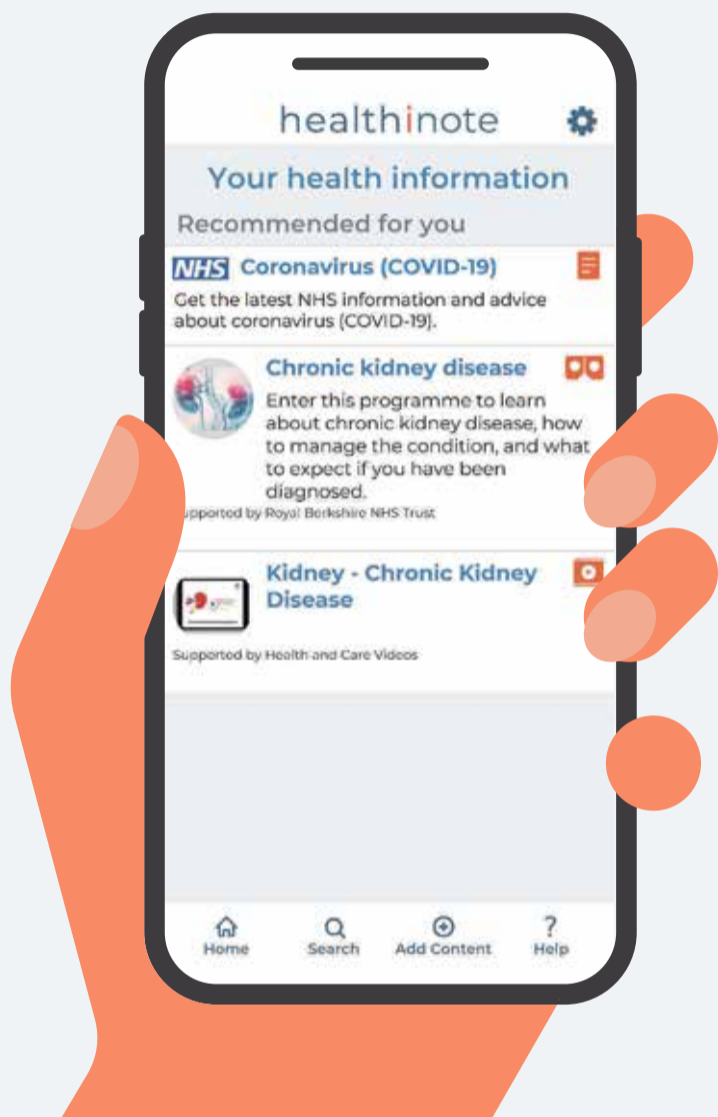 healthinote
Your health information
Recommended for you
NHS Coronavirus (COVID-19)
Get the latest NHS information and advice
about coronavirus (COVID-19).
Chronic kidney disease
Enter this programme to learn
about chronic kidney disease, how
to manage the condition, and what
to expect if you have been
diagnosed.
upported by Royal Berkshire NHS Trust
Kidney - Chronic Kidney
Disease
Supported by Health and Care Videos
Home Search Add Content ? Help